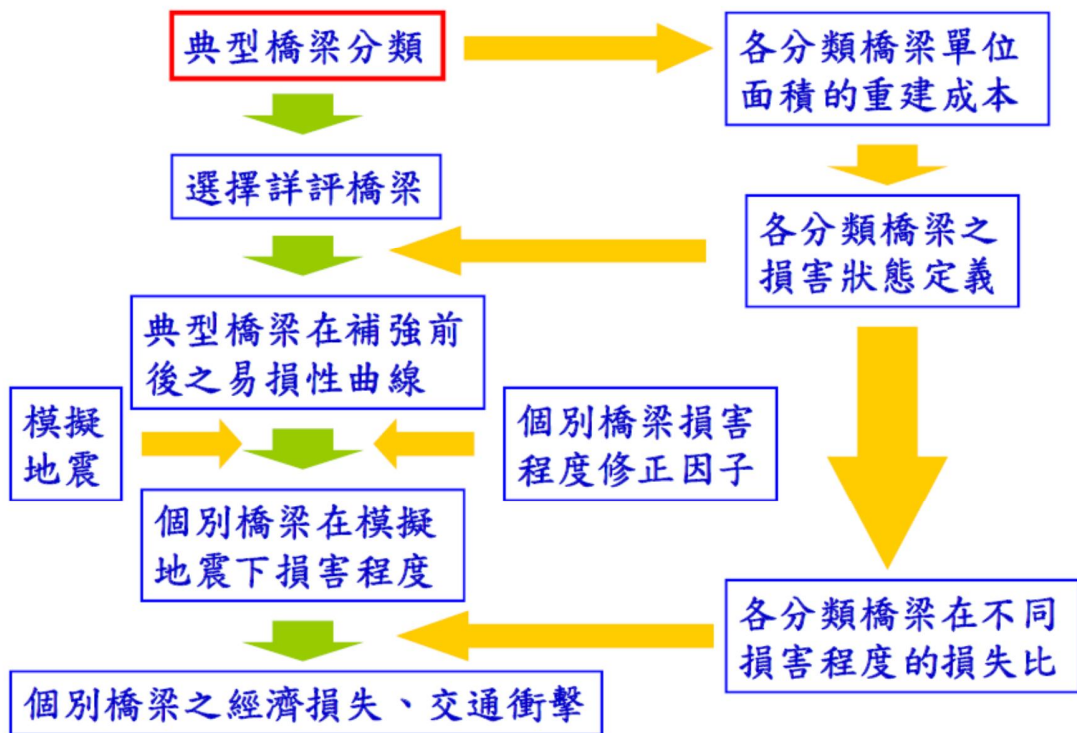 典型橋梁分類
各分類橋梁單位
面積的重建成本
選擇詳評橋梁
各分類橋梁之
損害狀態定義
典型橋梁在補強前
後之易損性曲線
模擬
地震
個別橋梁損害
程度修正因子
個別橋梁在模擬
地震下損害程度
各分類橋梁在不同
損害程度的損失比
個別橋梁之經濟損失、交通衝擊